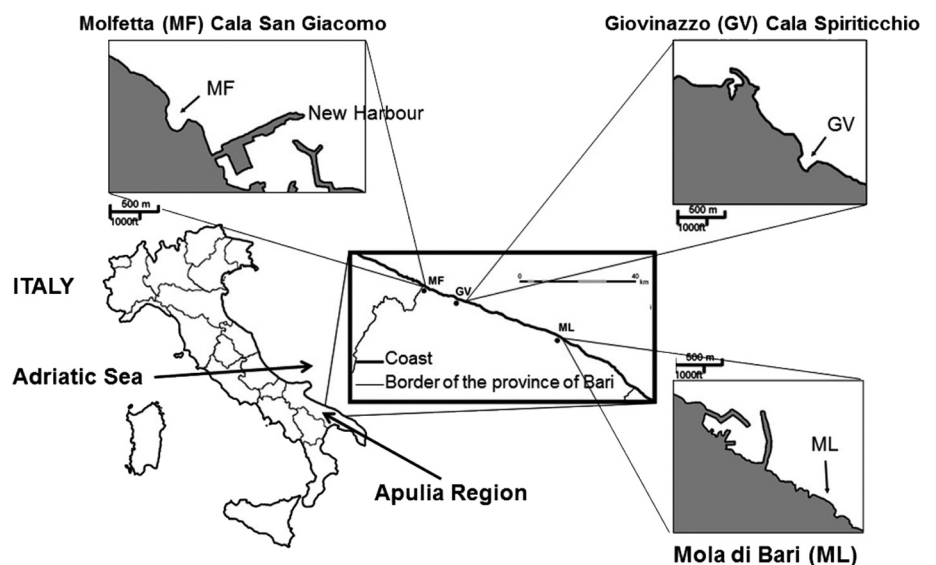 Molfetta (MF) Cala San Giacomo
Giovinazzo (GV) Cala Spiriticchio
MF
New Harbour
GV
500 m
1000ft
500 m
1000ft
ITALY
MF
GV
0
40
km
ML
Coast
Border of the province of Bari
Adriatic Sea
Apulia Region
500 m
1000ft
ML
Mola di Bari (ML)